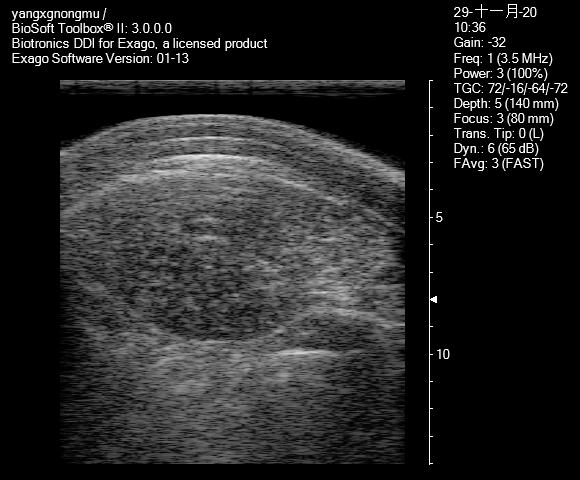 yangxgnongmu /
BioSoft Toolbox® II: 3.0.0.0
Biotronics DDI for Exago, a licensed product
Exago Software Version: 01-13
29-十一月-20
10:36
Gain: -32
Freq: 1 (3.5 MHz)
Power: 3 (100%)
TGC: 72/-16/-64/-72
Depth: 5 (140 mm)
Focus: 3 (80 mm)
Trans. Tip: 0 (L)
Dyn.: 6 (65 dB)
FAvg: 3 (FAST)
5
10